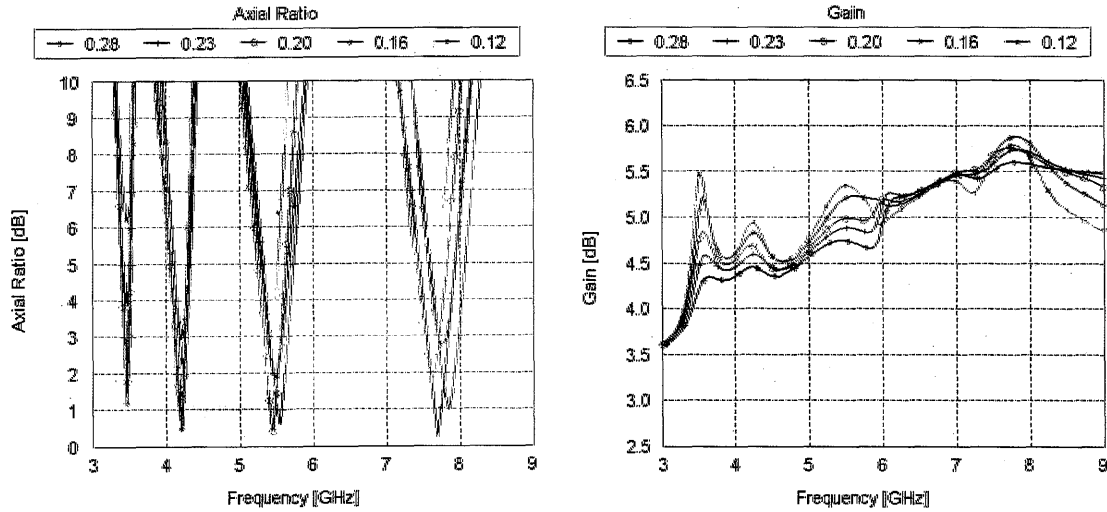 Axial Ratio
0.28 0.23 0.20 0.16 0.12
10
9
8
7
6
5
4
3
2
1
0
Axial Ratio [dB]
3 4 5 6 7 8 9
Frequency [GHz]
Gain
0.28 0.23 0.20 0.16 0.12
6.5
6.0
5.5
5.0
4.5
4.0
3.5
3.0
2.5
Gain [dB]
3 4 5 6 7 8 9
Frequency [GHz]